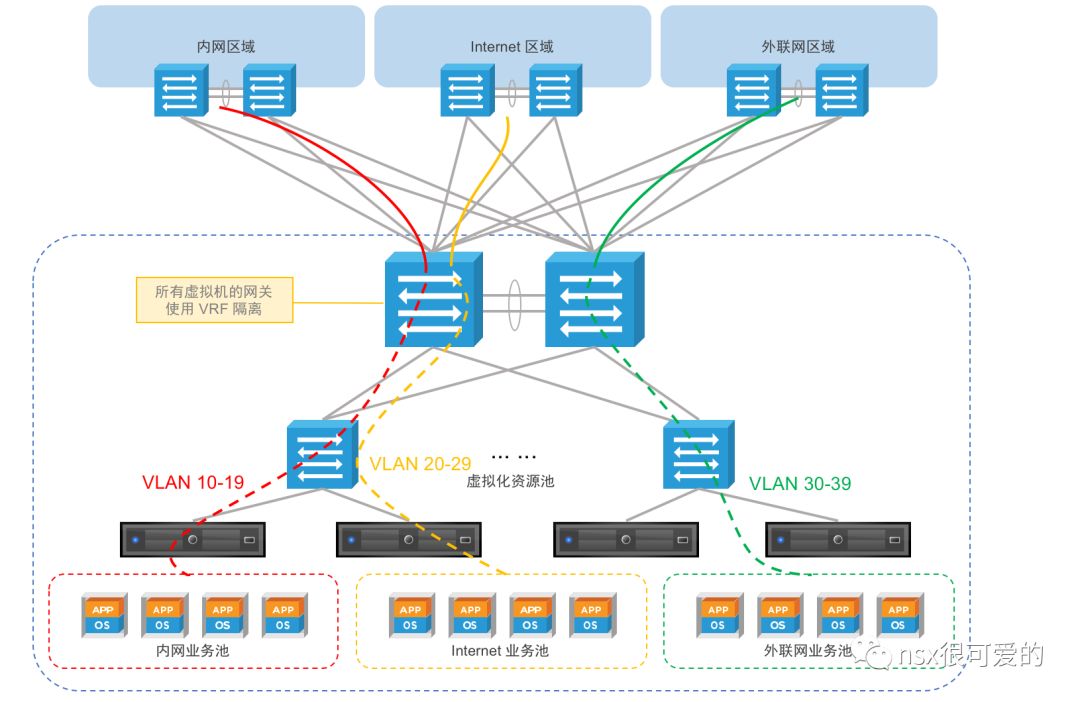 内网区域
Internet 区域
外联网区域
所有虚拟机的网关
使用 VRF 隔离
VLAN 10-19
VLAN 20-29
... ...
虚拟化资源池
VLAN 30-39
APP
OS
APP
OS
APP
OS
APP
OS
内网业务池
APP
OS
APP
OS
APP
OS
APP
OS
Internet 业务池
APP
OS
APP
OS
APP
OS
APP
OS
外联网业务池
nsx很可爱的